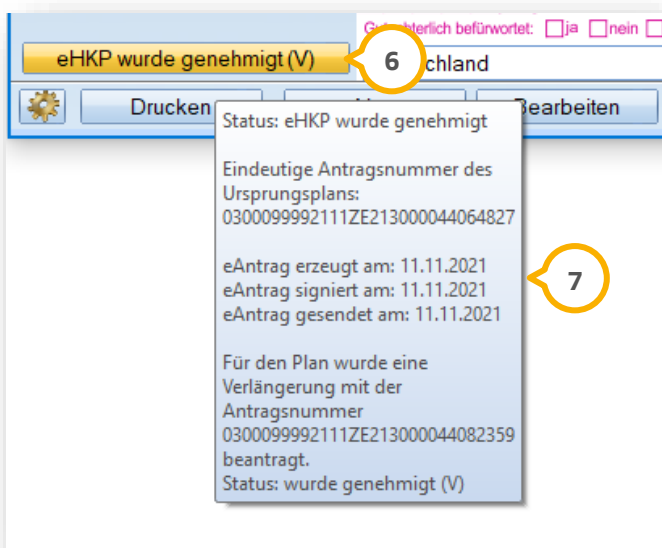 Gutachterlich befürwortet: ja nein
eHKP wurde genehmigt (V)
6
chland
Drucken
Bearbeiten
Status: eHKP wurde genehmigt
Eindeutige Antragsnummer des
Ursprungsplans:
0300099992111ZE213000044064827
eAntrag erzeugt am: 11.11.2021
eAntrag signiert am: 11.11.2021
eAntrag gesendet am: 11.11.2021
7
Für den Plan wurde eine
Verlängerung mit der
Antragsnummer
0300099992111ZE213000044082359
beantragt.
Status: wurde genehmigt (V)